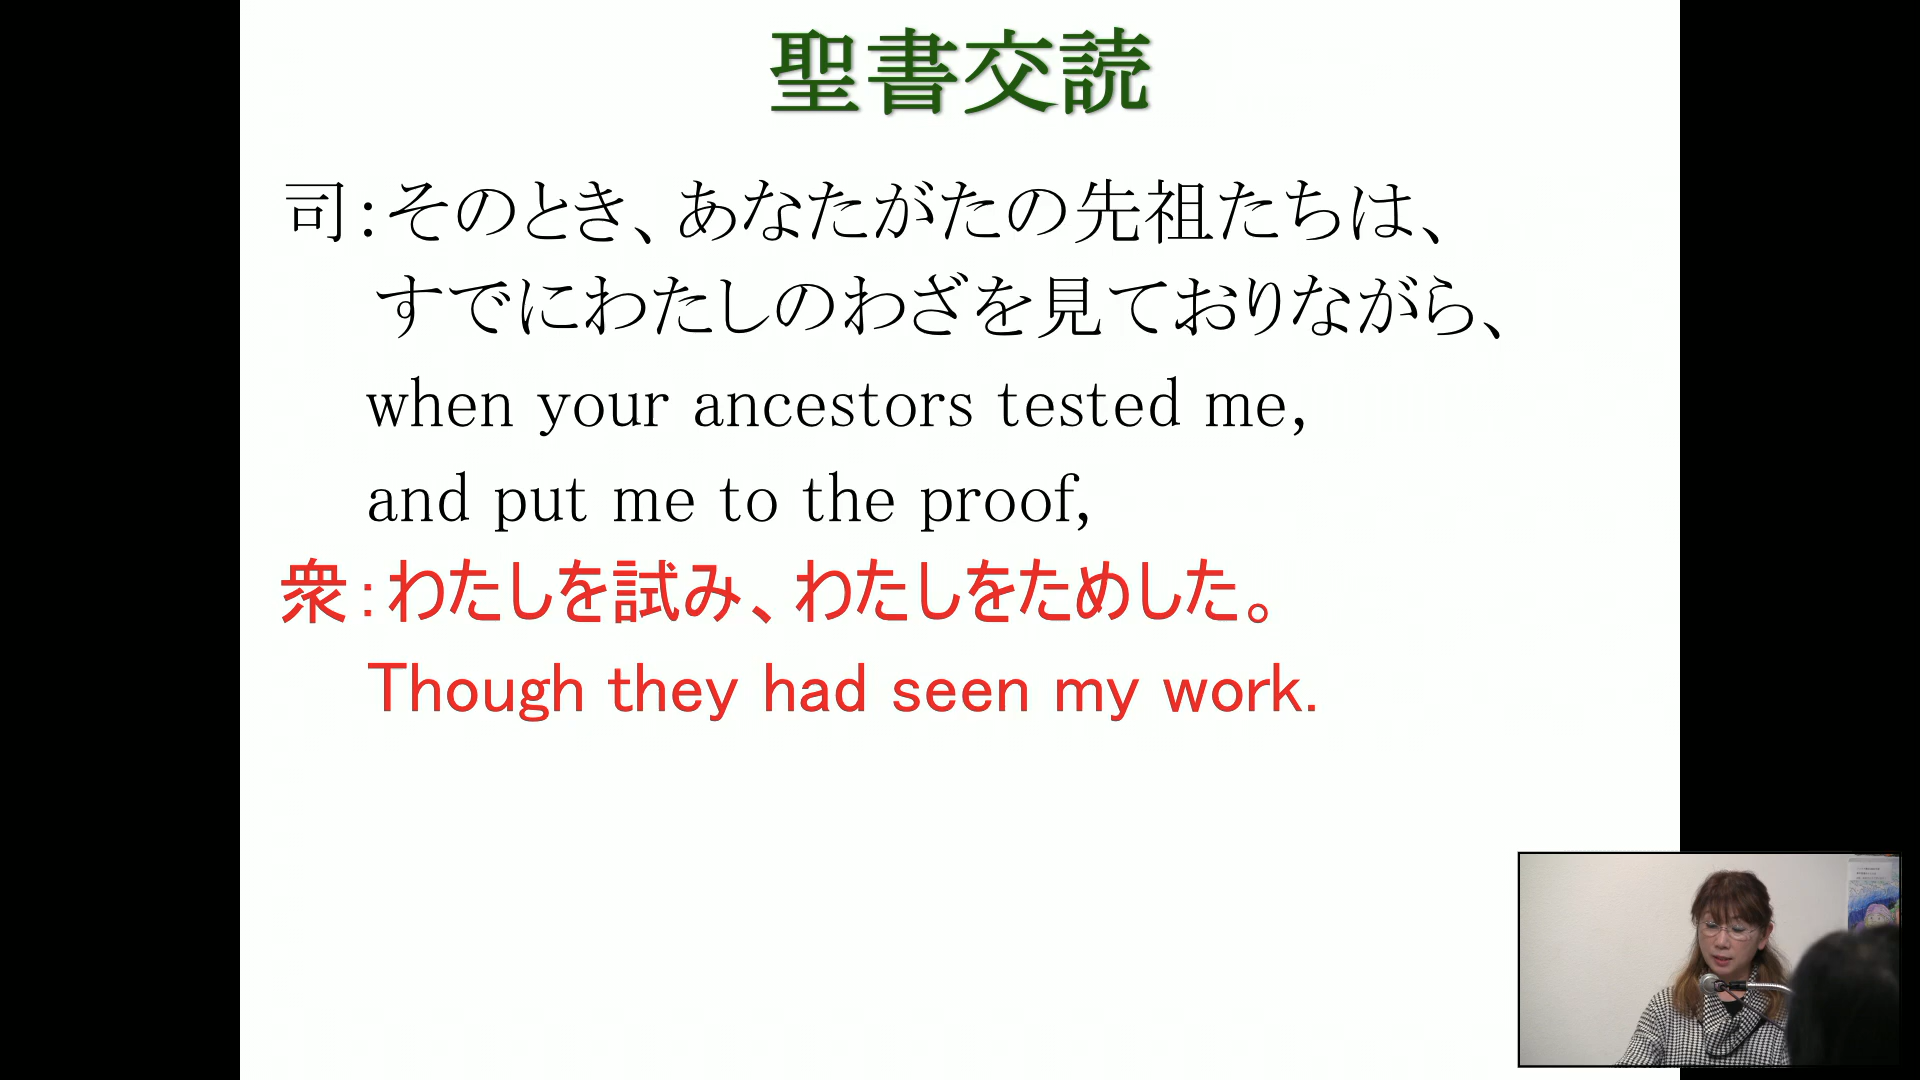 聖書交読
司:そのとき、あなたがたの先祖たちは、
すでにわたしのわざを見ておりながら、
when your ancestors tested me,
and put me to the proof,
衆:わたしを試み、わたしをためした。
Though they had seen my work.